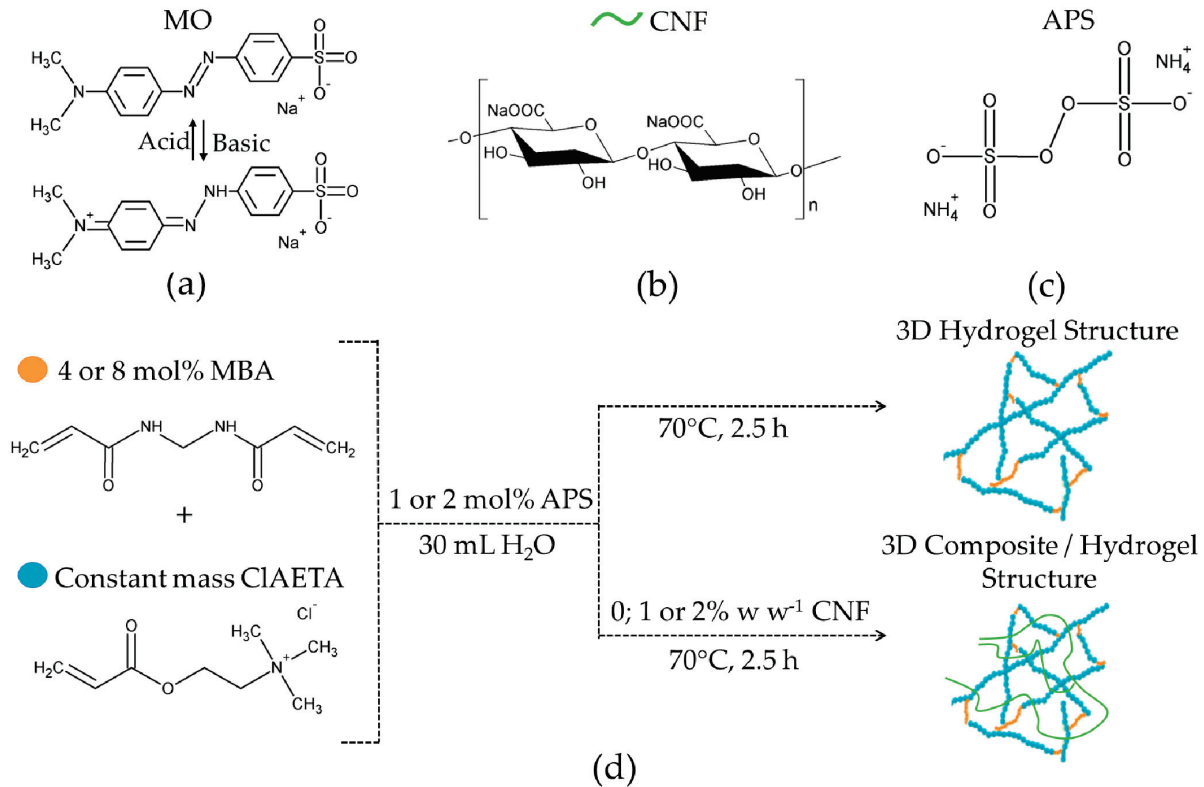 MO
H₃C
N
N
N
S
O
O
O⁻
Na⁺
H₃C
Acid
Basic
H₃C
N⁺
N
NH
S
O
O
O⁻
Na⁺
H₃C
(a)
CNF
NaOOC
O
O
HO
OH
O
NaOOC
O
HO
OH
O
n
(b)
APS
O
NH₄⁺
O
S
O⁻
O
O
O⁻
S
O
NH₄⁺
O
(c)
4 or 8 mol% MBA
H₂C
NH
NH
CH₂
O
O
+
Constant mass ClAETA
Cl⁻
O
H₃C
CH₃
H₂C
O
N⁺
CH₃
1 or 2 mol% APS
30 mL H₂O
70°C, 2.5 h
0; 1 or 2% w w⁻¹ CNF
70°C, 2.5 h
3D Hydrogel Structure
3D Composite / Hydrogel
Structure
(d)